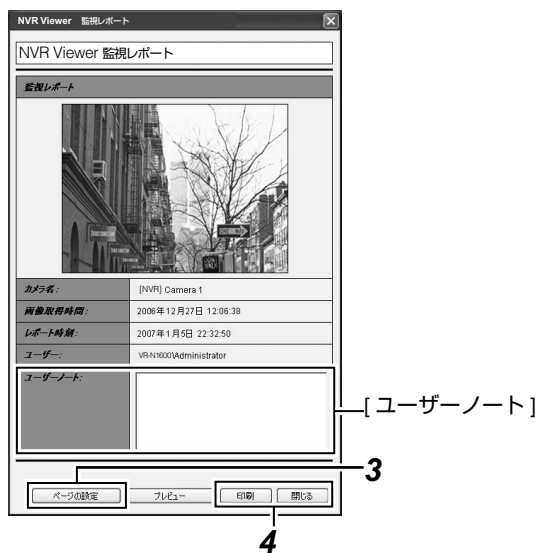 NVR Viewer 監視レポート
NVR Viewer 監視レポート
監視レポート
ONE WAY
カメラ名:
[NVR] Camera 1
画像取得時間:
2006年12月27日 12:06:38
レポート時刻:
2007年1月5日 22:32:50
ユーザー:
VR-N1600\Administrator
ユーザーノート:
[ ユーザーノート ]
3
ページの設定
プレビュー
印刷
閉じる
4